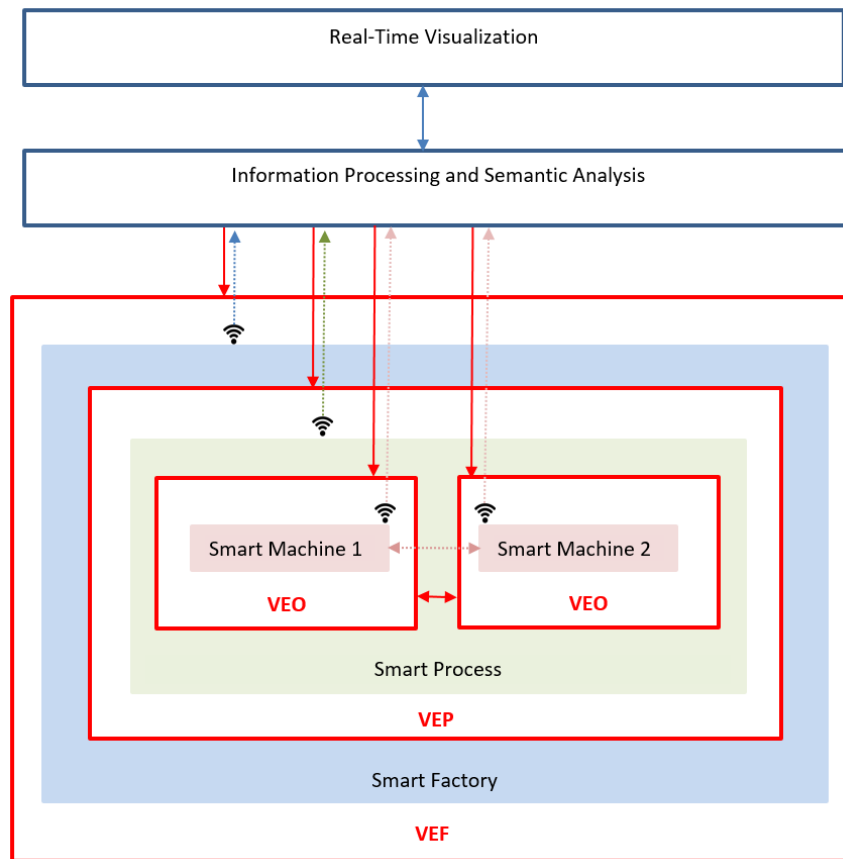 Real-Time Visualization
Information Processing and Semantic Analysis
Smart Machine 1
Smart Machine 2
VEO
VEO
Smart Process
VEP
Smart Factory
VEF